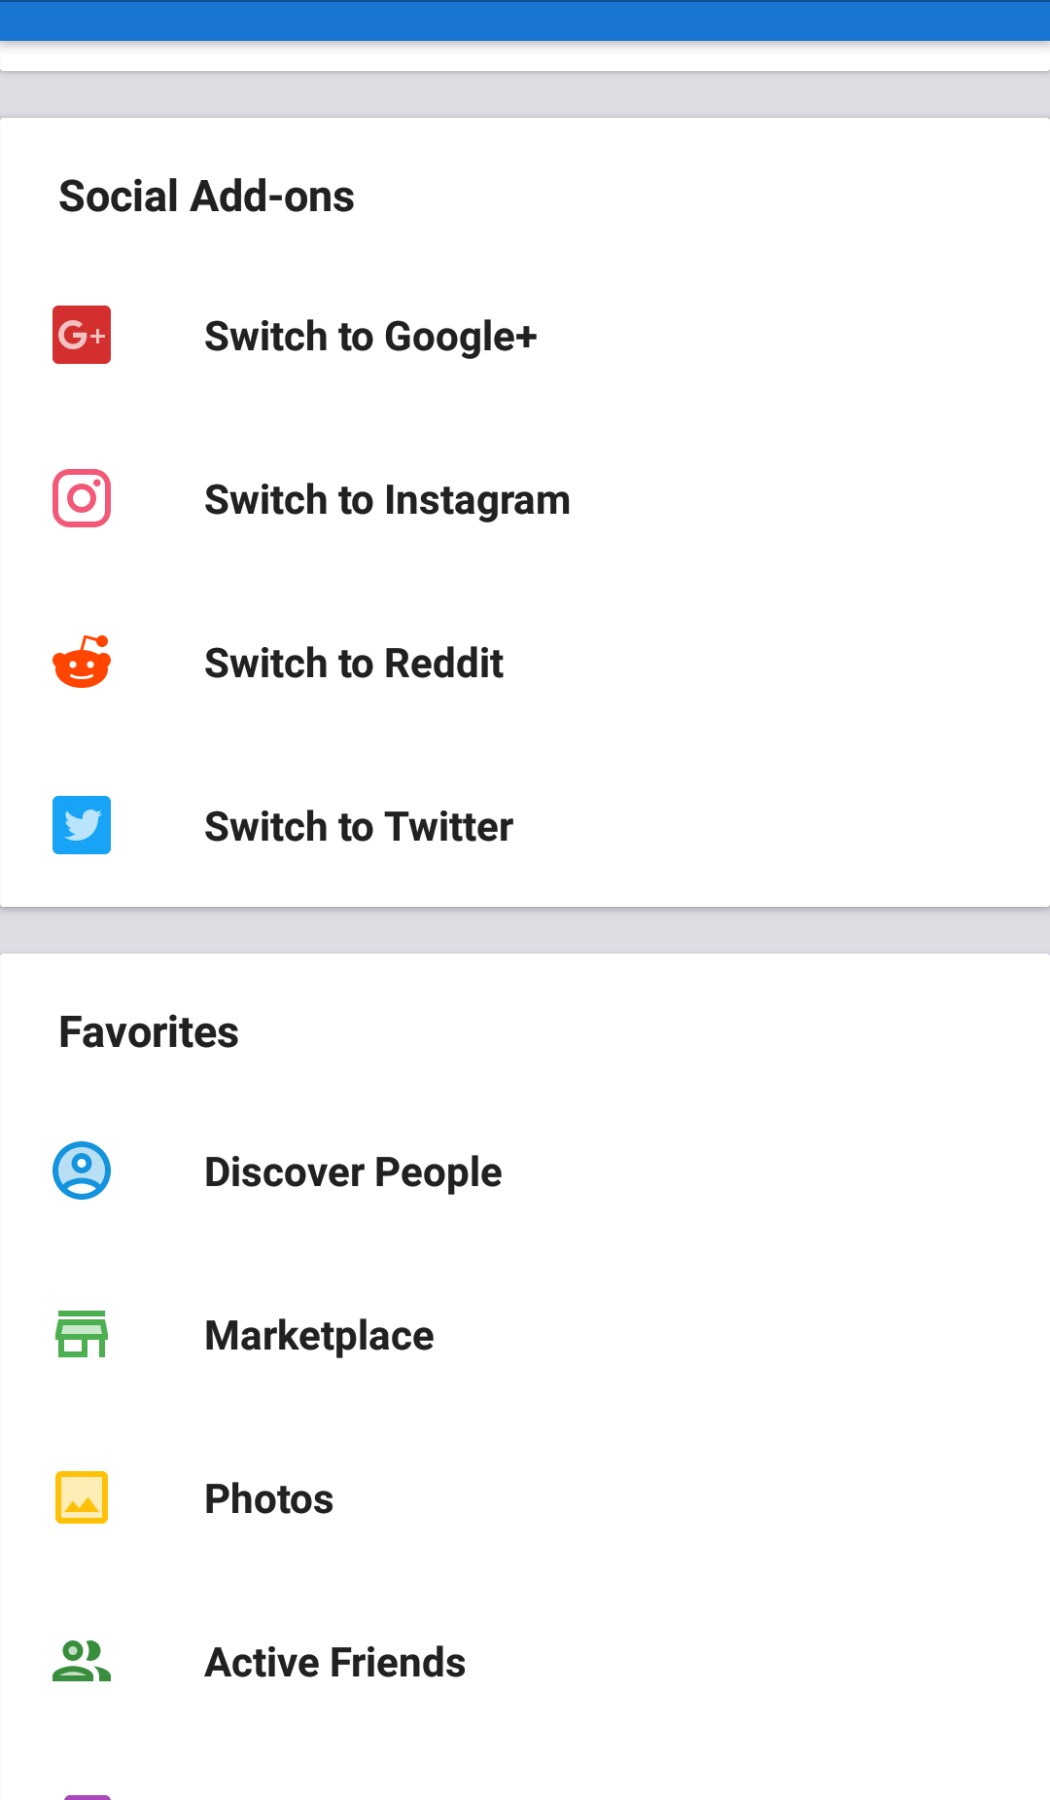 Social Add-ons
G+
Switch to Google+
Switch to Instagram
Switch to Reddit
Switch to Twitter
Favorites
Discover People
Marketplace
Photos
Active Friends